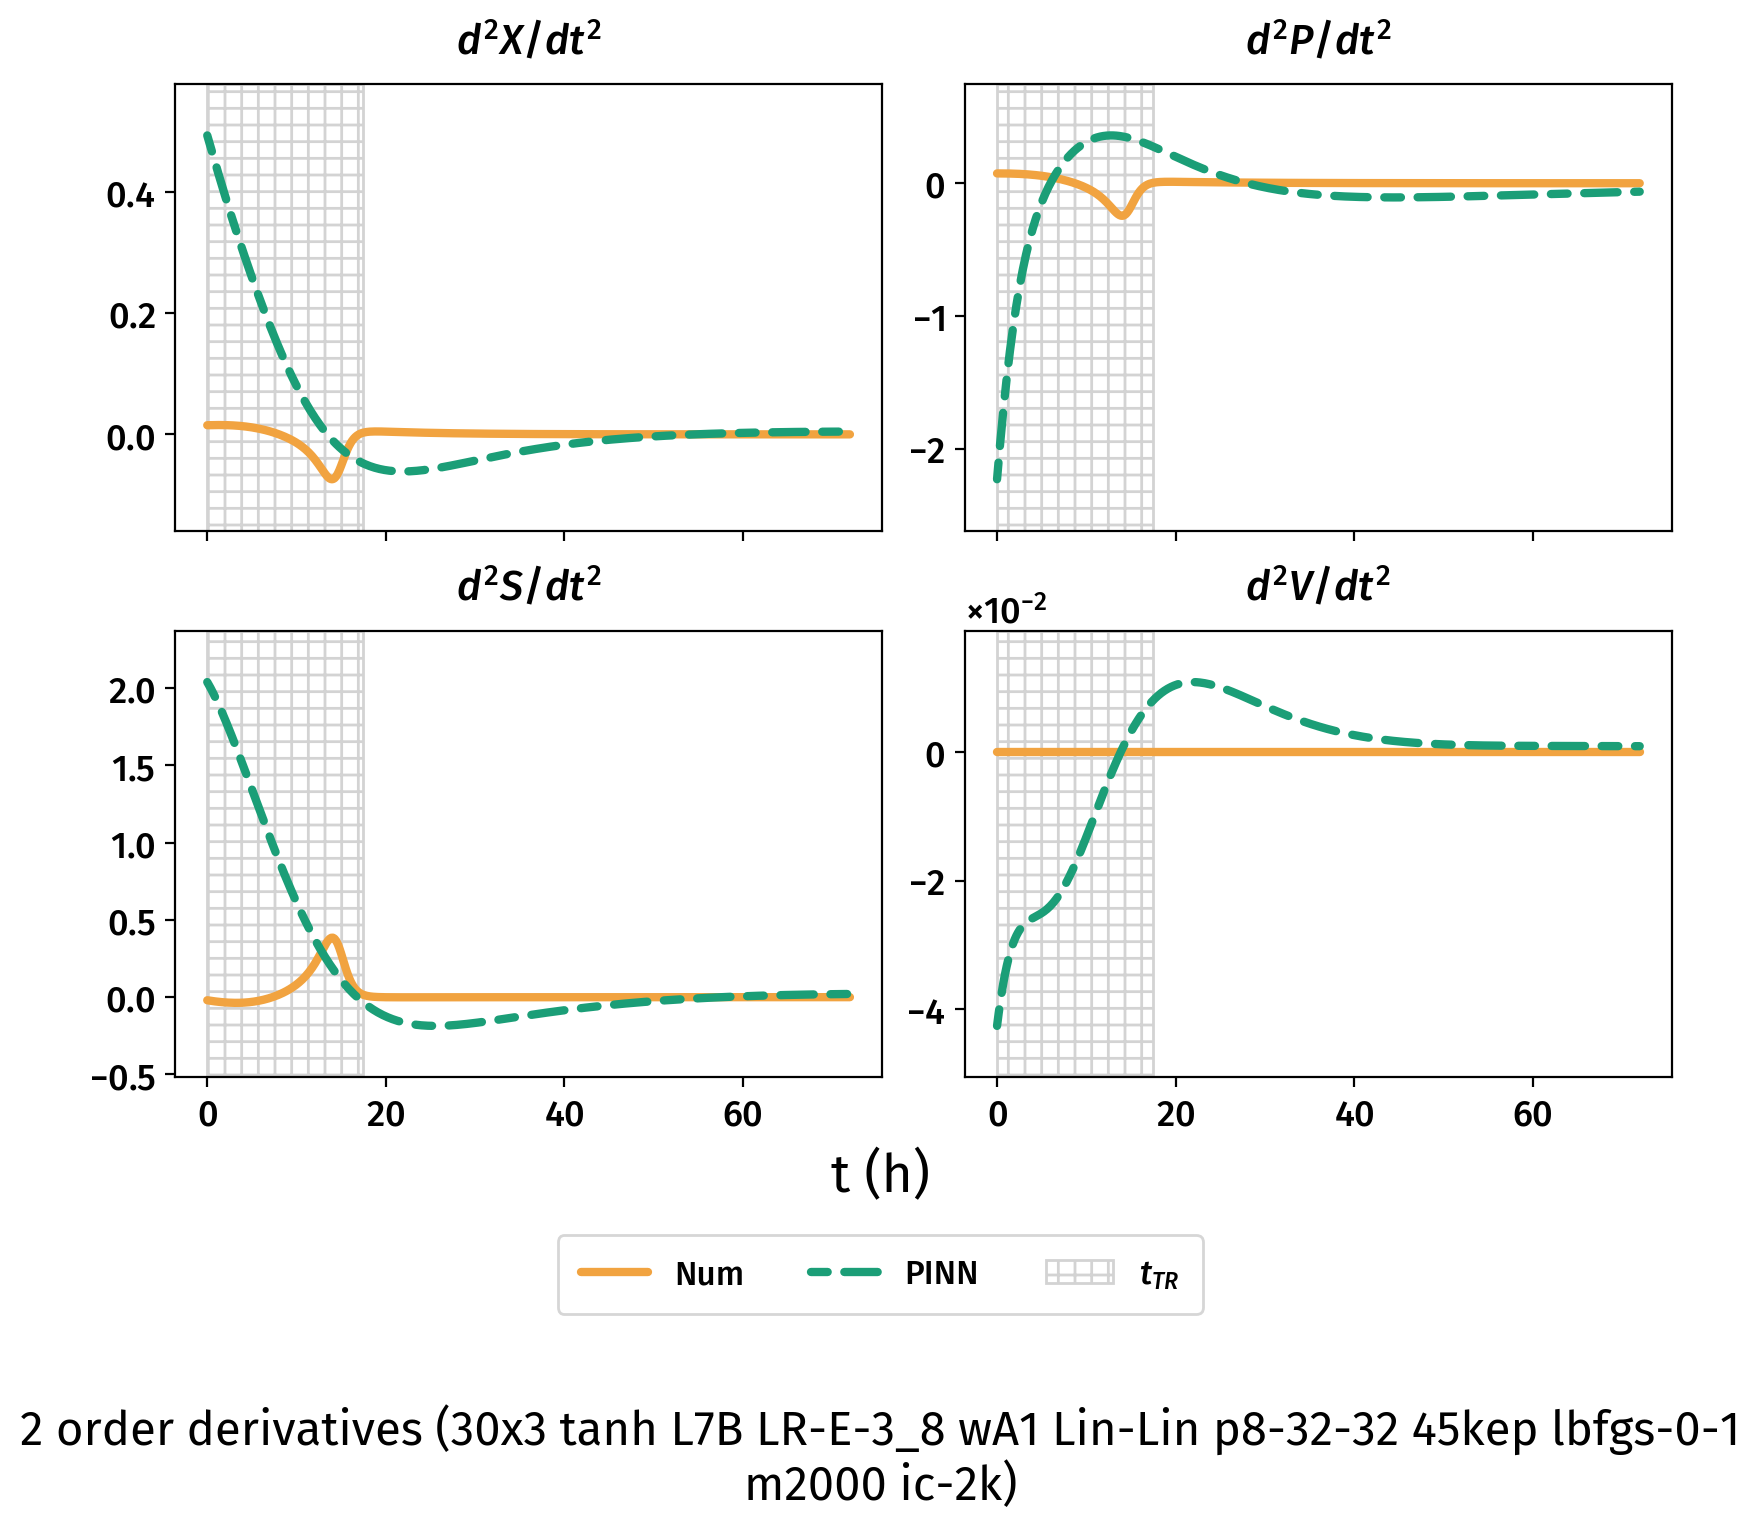 d²X/dt²
d²P/dt²
0.4
0.2
0.0
0
−1
−2
d²S/dt²
d²V/dt²
×10⁻²
2.0
1.5
1.0
0.5
0.0
−0.5
0
−2
−4
0 20 40 60
0 20 40 60
t (h)
Num PINN t_TR
2 order derivatives (30x3 tanh L7B LR-E-3_8 wA1 Lin-Lin p8-32-32 45kep lbfgs-0-1
m2000 ic-2k)